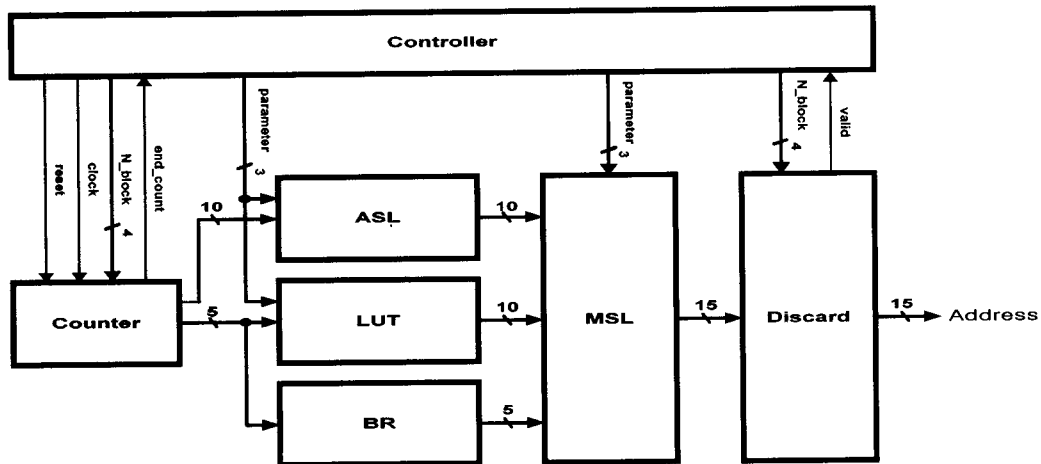 Controller
reset
clock
N_block
4
end_count
parameter
3
parameter
3
N_block
4
valid
10
ASL
10
Counter
5
LUT
10
MSL
15
Discard
15
Address
BR
5